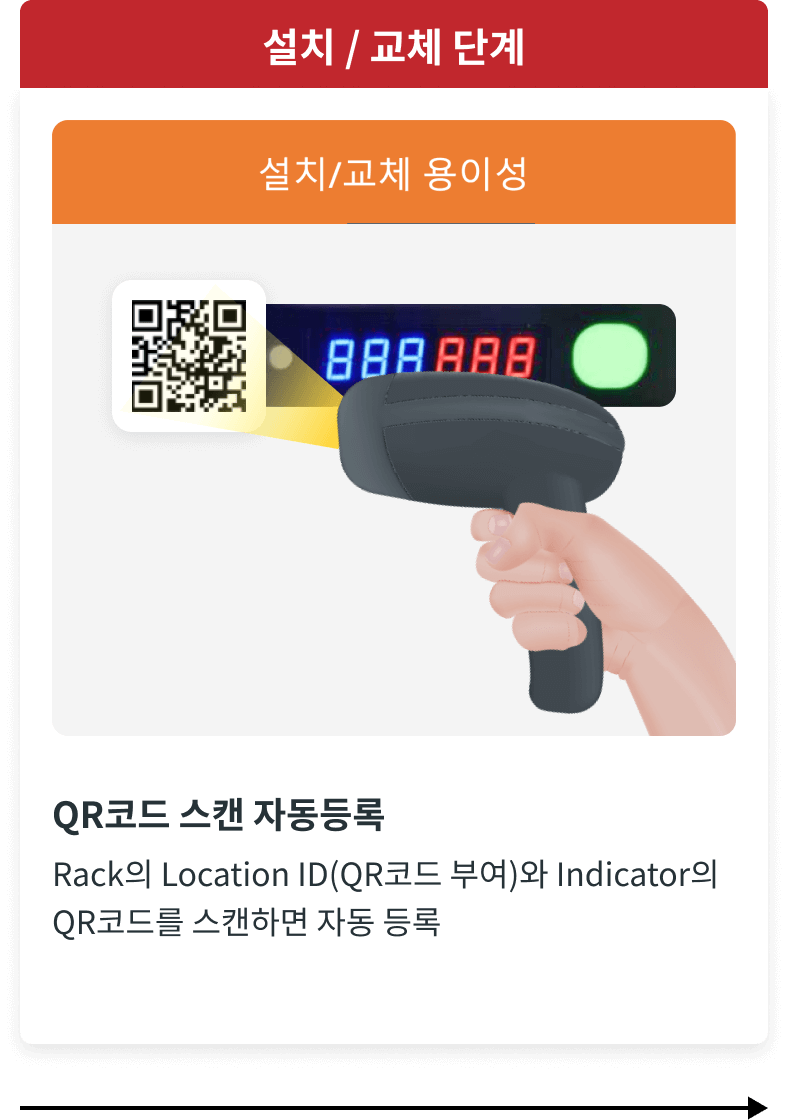 설치 / 교체 단계
설치/교체 용이성
888 888
QR코드 스캔 자동등록
Rack의 Location ID(QR코드 부여)와 Indicator의
QR코드를 스캔하면 자동 등록